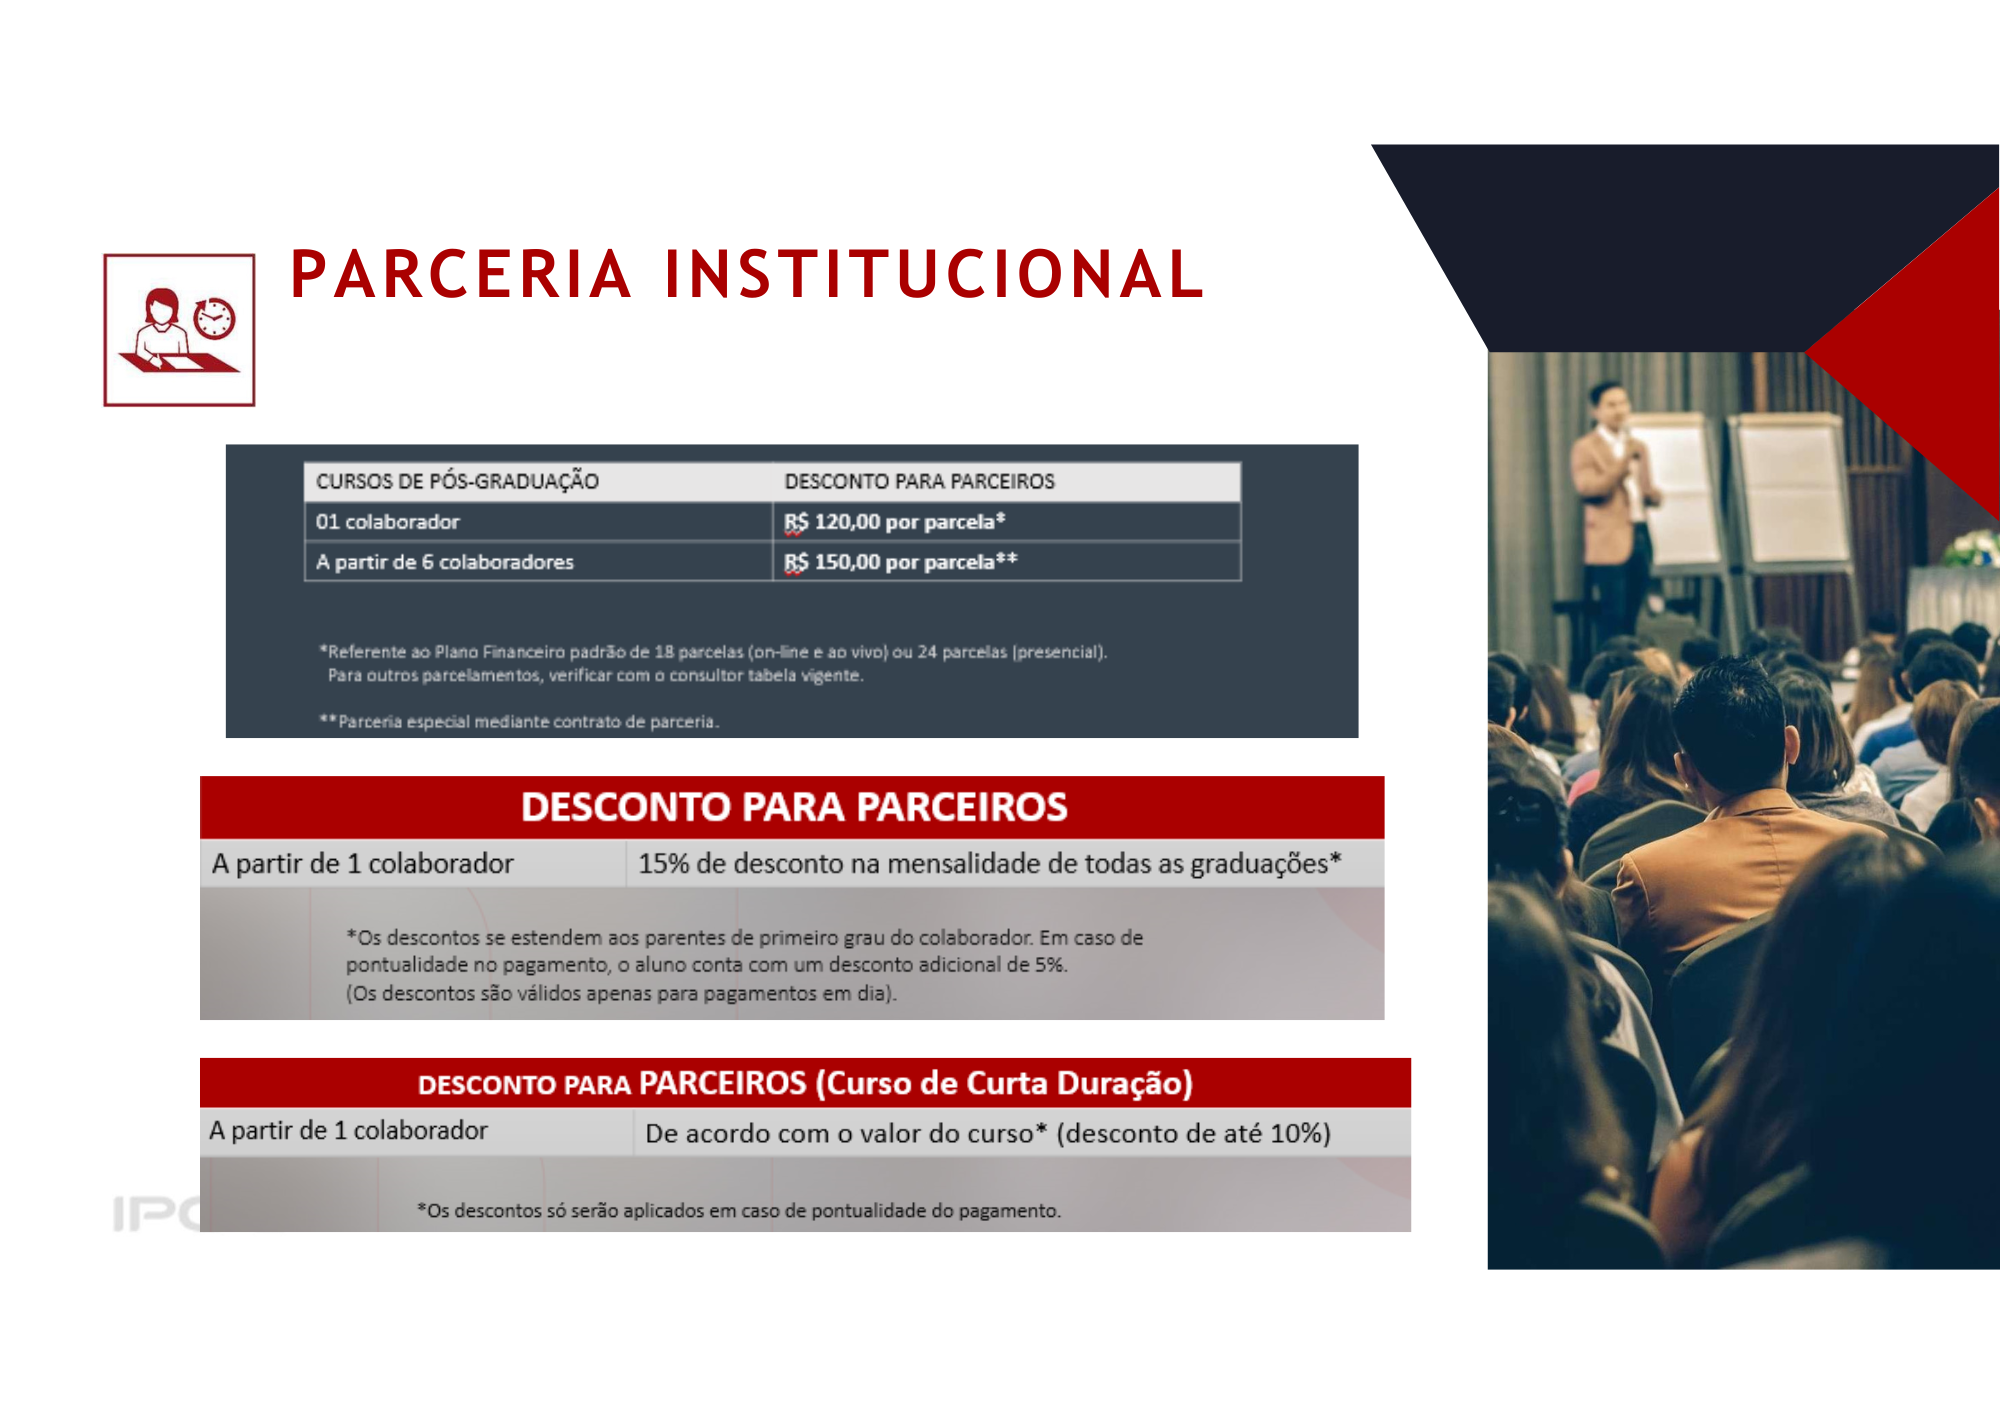 PARCERIA INSTITUCIONAL
CURSOS DE PÓS-GRADUAÇÃO DESCONTO PARA PARCEIROS
01 colaborador R$ 120,00 por parcela*
A partir de 6 colaboradores R$ 150,00 por parcela**
*Referente ao Plano Financeiro padrão de 18 parcelas (on-line e ao vivo) ou 24 parcelas (presencial).
Para outros parcelamentos, verificar com o consultor tabela vigente.
**Parceria especial mediante contrato de parceria.
DESCONTO PARA PARCEIROS
A partir de 1 colaborador 15% de desconto na mensalidade de todas as graduações*
*Os descontos se estendem aos parentes de primeiro grau do colaborador. Em caso de
pontualidade no pagamento, o aluno conta com um desconto adicional de 5%.
(Os descontos são válidos apenas para pagamentos em dia).
DESCONTO PARA PARCEIROS (Curso de Curta Duração)
A partir de 1 colaborador De acordo com o valor do curso* (desconto de até 10%)
*Os descontos só serão aplicados em caso de pontualidade do pagamento.